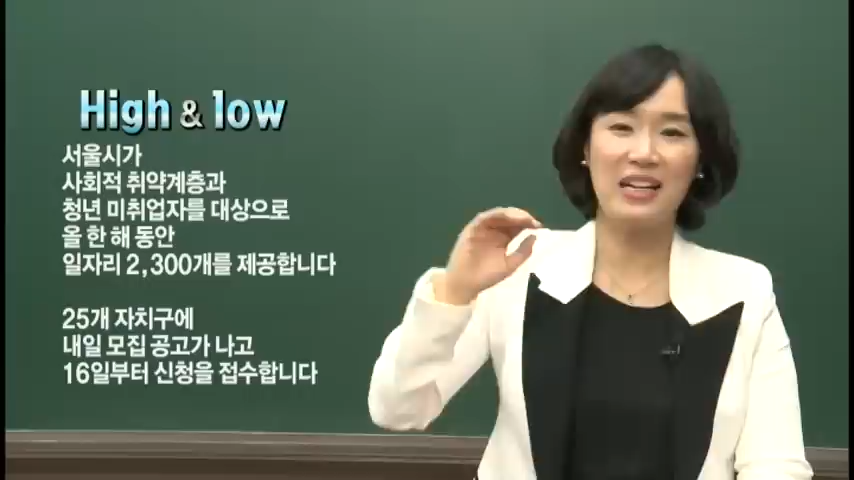 High & low
서울시가
사회적 취약계층과
청년 미취업자를 대상으로
올 한 해 동안
일자리 2,300개를 제공합니다
25개 자치구에
내일 모집 공고가 나고
16일부터 신청을 접수합니다